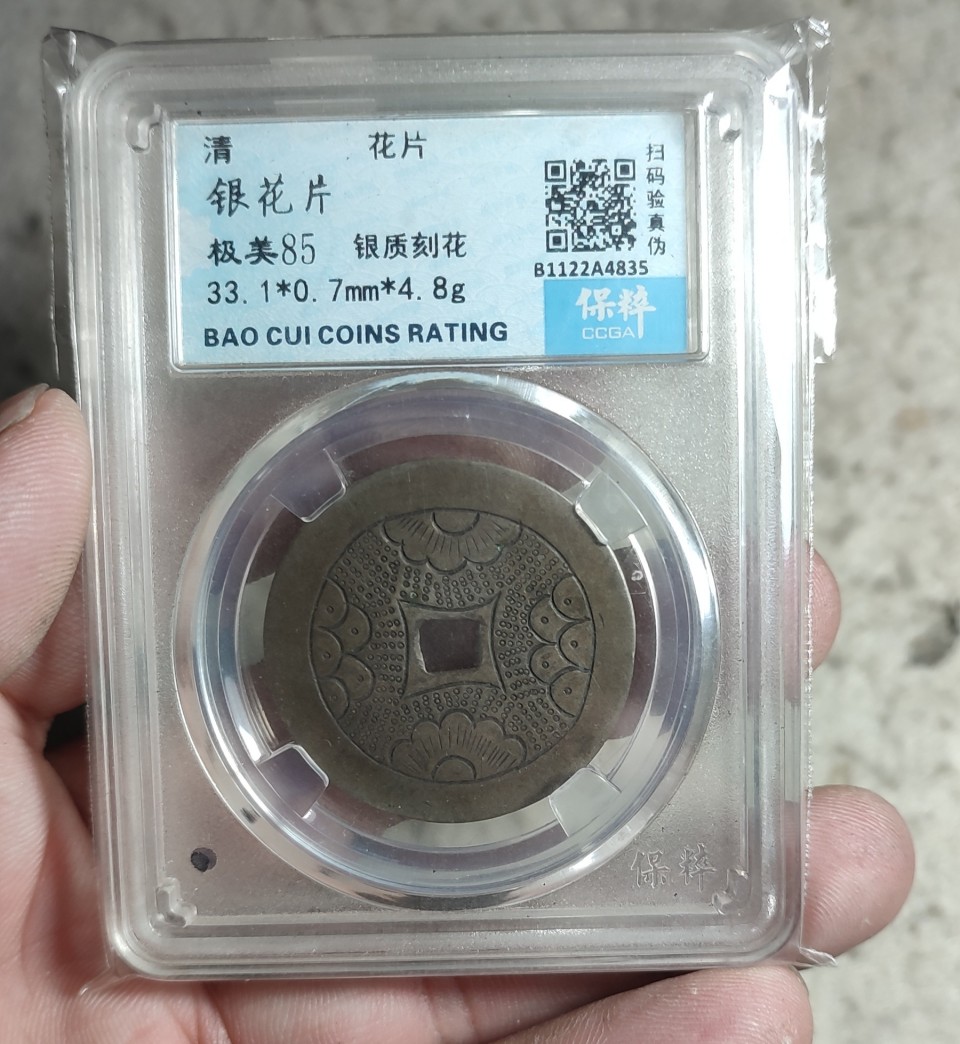 清 花片
银花片
极美85 银质刻花
33.1*0.7mm*4.8g
BAO CUI COINS RATING
扫码验真伪
B1122A4835
保粹
CCGA
保粹